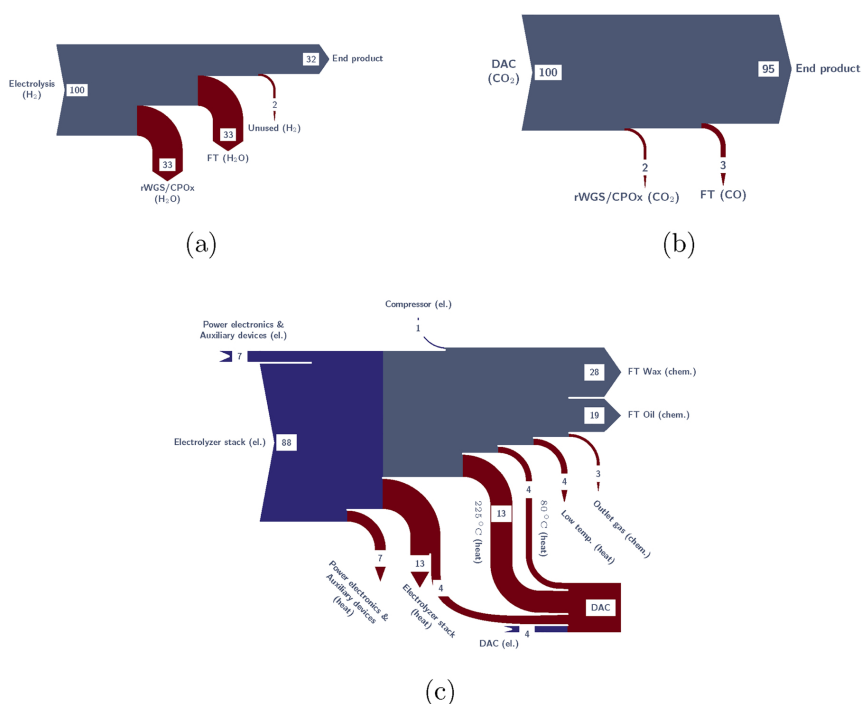 Electrolysis
(H₂)
100
32
End product
2
Unused (H₂)
33
FT (H₂O)
33
rWGS/CPOx
(H₂O)
(a)
DAC
(CO₂)
100
95
End product
2
rWGS/CPOx (CO₂)
3
FT (CO)
(b)
Compressor (el.)
1
Power electronics &
Auxiliary devices (el.)
7
Electrolyzer stack (el.)
88
28
FT Wax (chem.)
19
FT Oil (chem.)
7
Power electronics &
Auxiliary devices
(heat)
13
Electrolyzer stack
(heat)
4
225 °C (heat)
13
4
80 °C (heat)
4
Low temp. (heat)
3
Outlet gas (chem.)
DAC
DAC (el.)
4
(c)